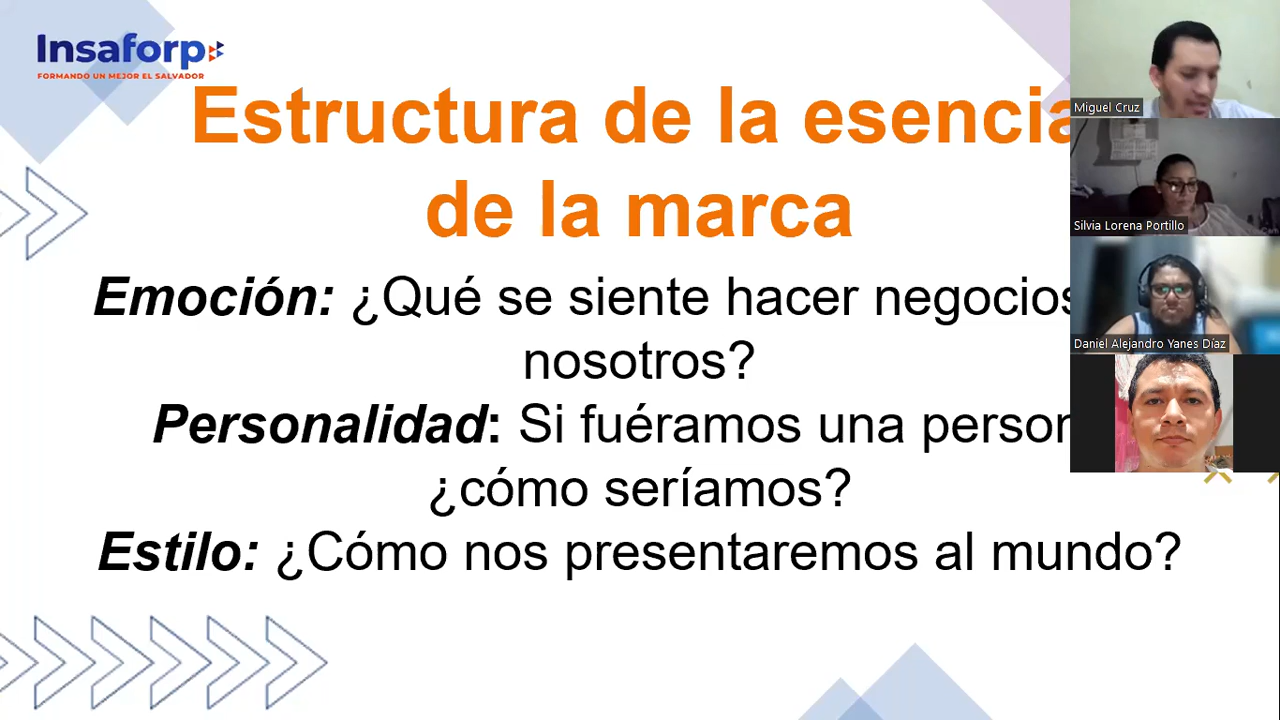 Insaforp
FORMANDO UN MEJOR EL SALVADOR
Estructura de la esencia
de la marca
Emoción: ¿Qué se siente hacer negocios
nosotros?
Personalidad: Si fuéramos una person
¿cómo seríamos?
Estilo: ¿Cómo nos presentaremos al mundo?
Miguel Cruz
Silvia Lorena Portillo
Daniel Alejandro Yanes Díaz